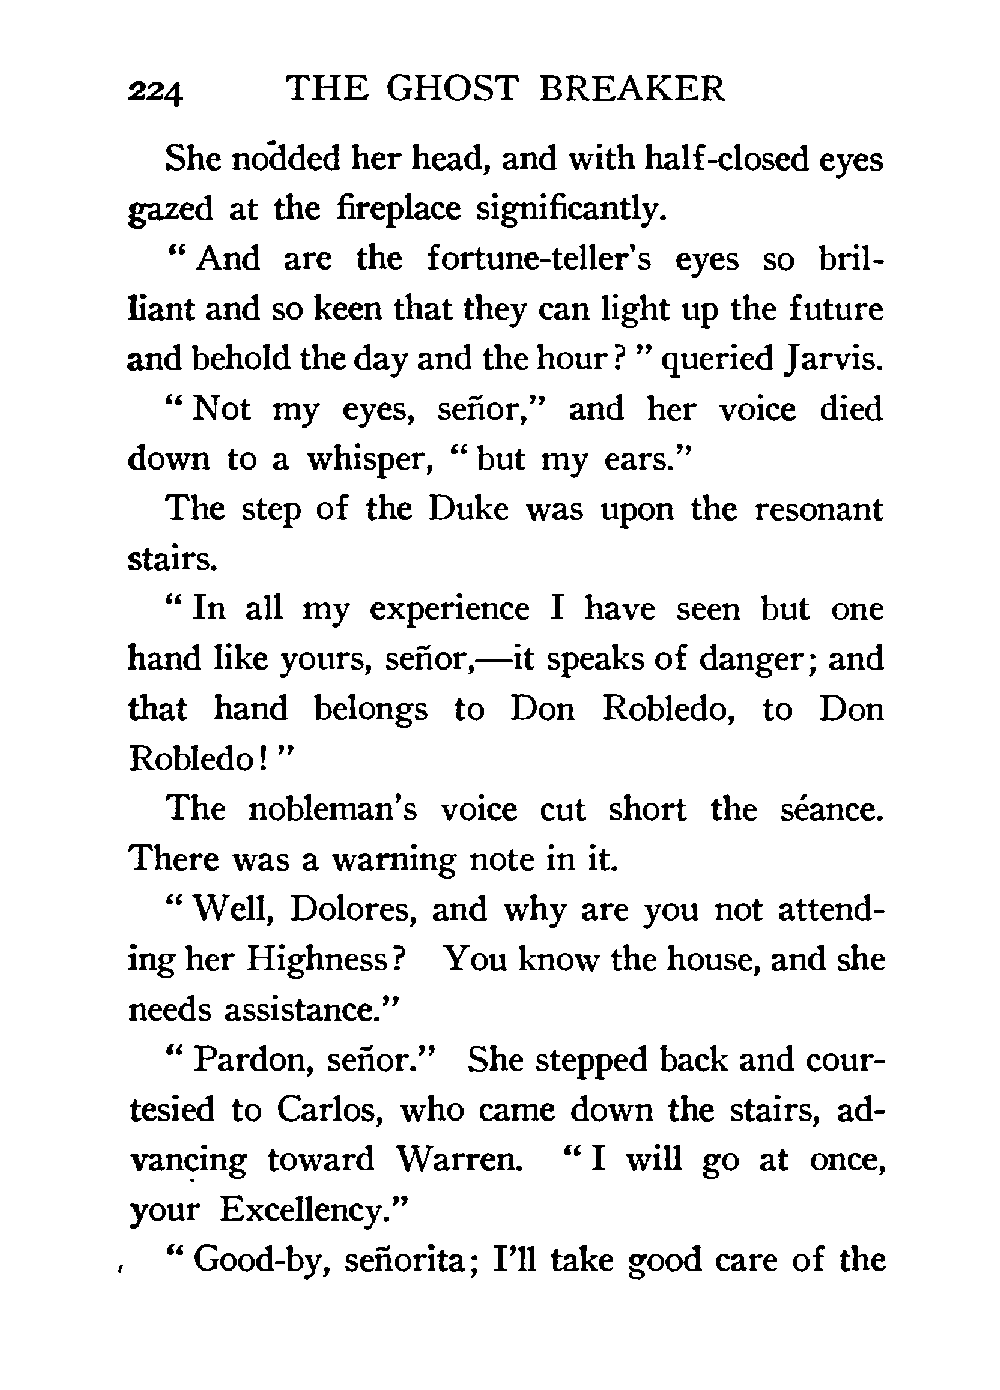 224 THE GHOST BREAKER
She nodded her head, and with half-closed eyes
gazed at the fireplace significantly.
“ And are the fortune-teller’s eyes so bril-
liant and so keen that they can light up the future
and behold the day and the hour? ” queried Jarvis.
“ Not my eyes, señor,” and her voice died
down to a whisper, “ but my ears.”
The step of the Duke was upon the resonant
stairs.
“ In all my experience I have seen but one
hand like yours, señor,—it speaks of danger; and
that hand belongs to Don Robledo, to Don
Robledo! ”
The nobleman’s voice cut short the séance.
There was a warning note in it.
“ Well, Dolores, and why are you not attend-
ing her Highness? You know the house, and she
needs assistance.”
“ Pardon, señor.” She stepped back and cour-
tesied to Carlos, who came down the stairs, ad-
vancing toward Warren. “ I will go at once,
your Excellency.”
“ Good-by, señorita; I’ll take good care of the